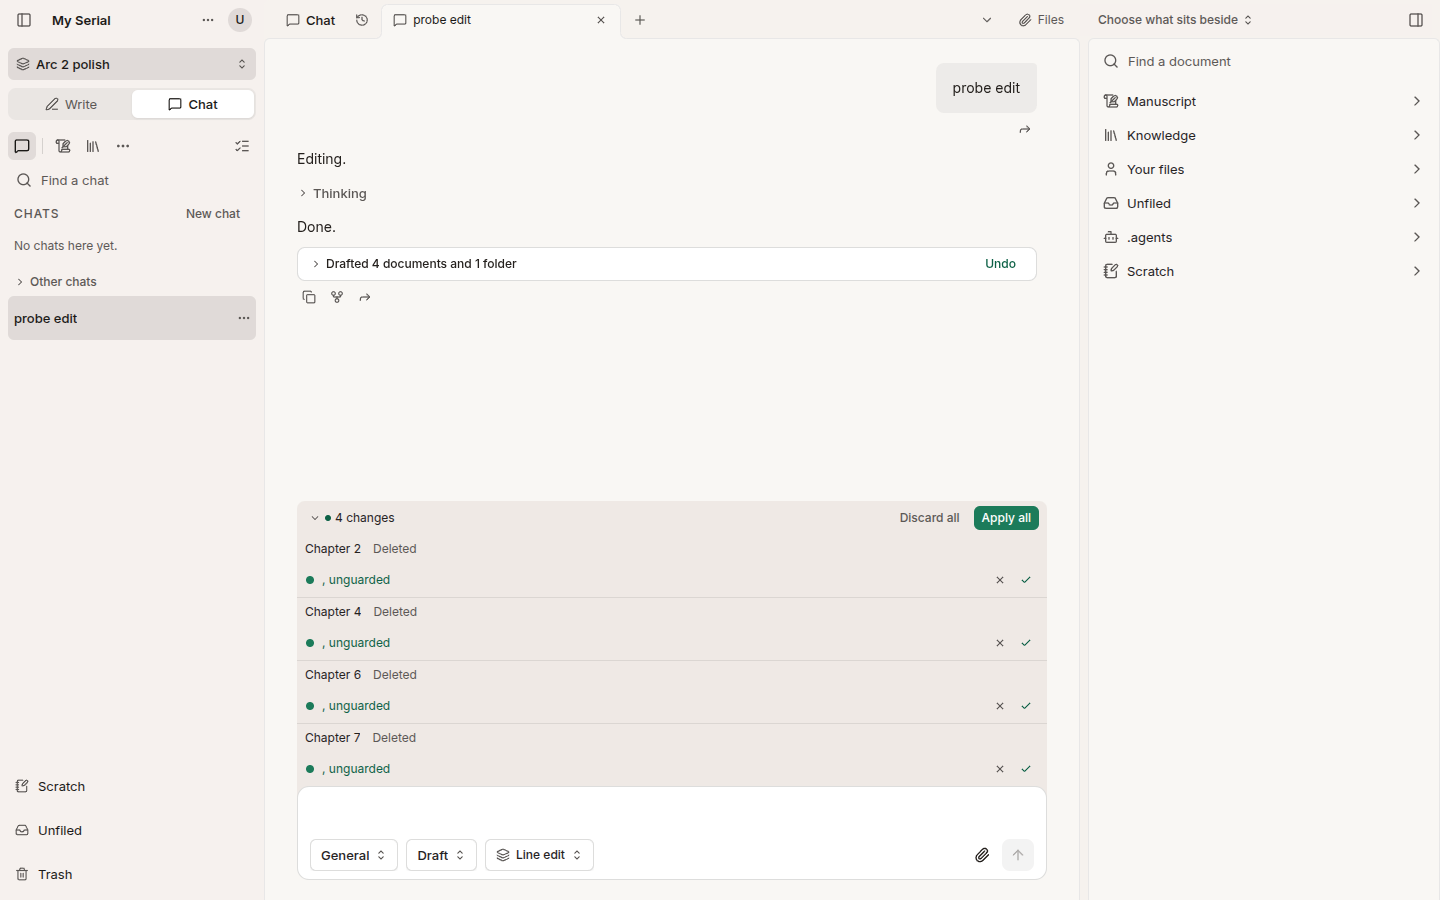 My Serial
U
Arc 2 polish
Write
Chat
Find a chat
CHATS
New chat
No chats here yet.
Other chats
probe edit
Scratch
Unfiled
Trash
Chat
probe edit
Files
probe edit
Editing.
Thinking
Done.
Drafted 4 documents and 1 folder
Undo
4 changes
Discard all
Apply all
Chapter 2 Deleted
, unguarded
Chapter 4 Deleted
, unguarded
Chapter 6 Deleted
, unguarded
Chapter 7 Deleted
, unguarded
General
Draft
Line edit
Choose what sits beside
Find a document
Manuscript
Knowledge
Your files
Unfiled
.agents
Scratch